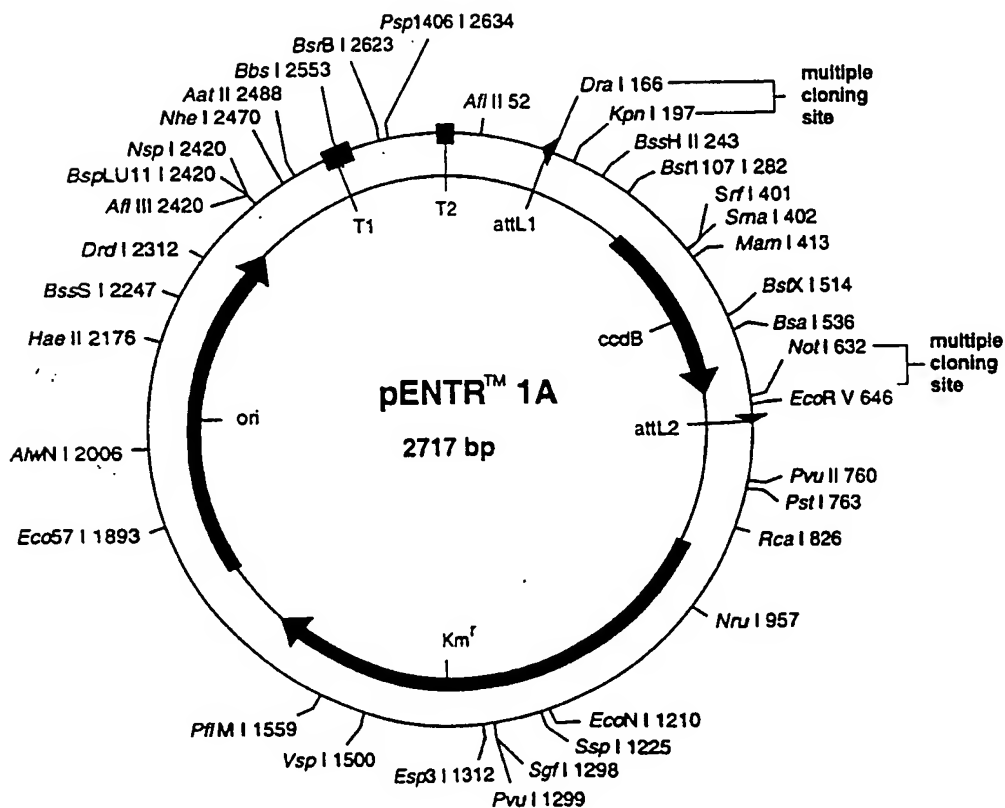 Psp1406 I 2634
BsrB I 2623
Bbs I 2553
Aat II 2488
Nhe I 2470
Nsp I 2420
BspLU11 I 2420
Afl III 2420
Drd I 2312
BssS I 2247
Hae II 2176
AlwN I 2006
Eco57 I 1893
Afl II 52
Dra I 166
Kpn I 197
multiple
cloning
site
BssH II 243
Bst1107 I 282
Srf I 401
Sma I 402
Mam I 413
BstX I 514
Bsa I 536
Not I 632
EcoR V 646
multiple
cloning
site
Pvu II 760
Pst I 763
Rca I 826
Nru I 957
EcoN I 1210
Ssp I 1225
Sgf I 1298
Pvu I 1299
Esp3 I 1312
Vsp I 1500
PflM I 1559
T1
T2
attL1
ccdB
attL2
ori
Kmʳ
pENTR™ 1A
2717 bp